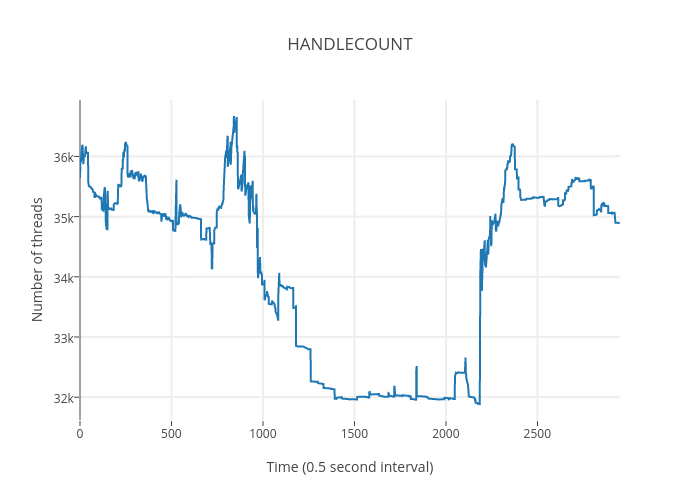 HANDLECOUNT
Number of threads
36k
35k
34k
33k
32k
0 500 1000 1500 2000 2500
Time (0.5 second interval)